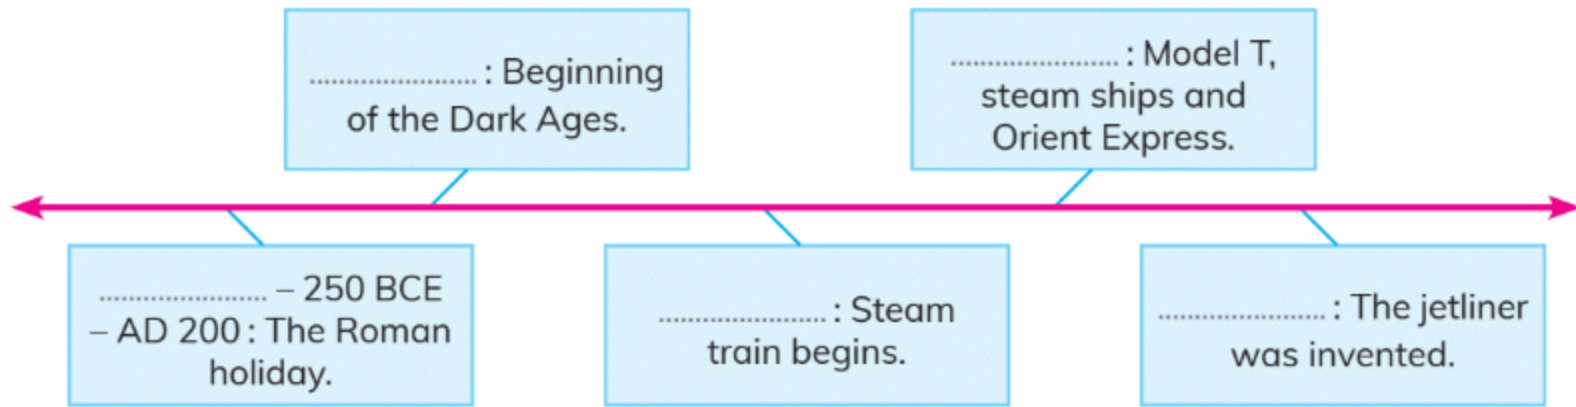 ....................... : Beginning
of the Dark Ages.
....................... : Model T,
steam ships and
Orient Express.
....................... – 250 BCE
– AD 200 : The Roman
holiday.
....................... : Steam
train begins.
....................... : The jetliner
was invented.